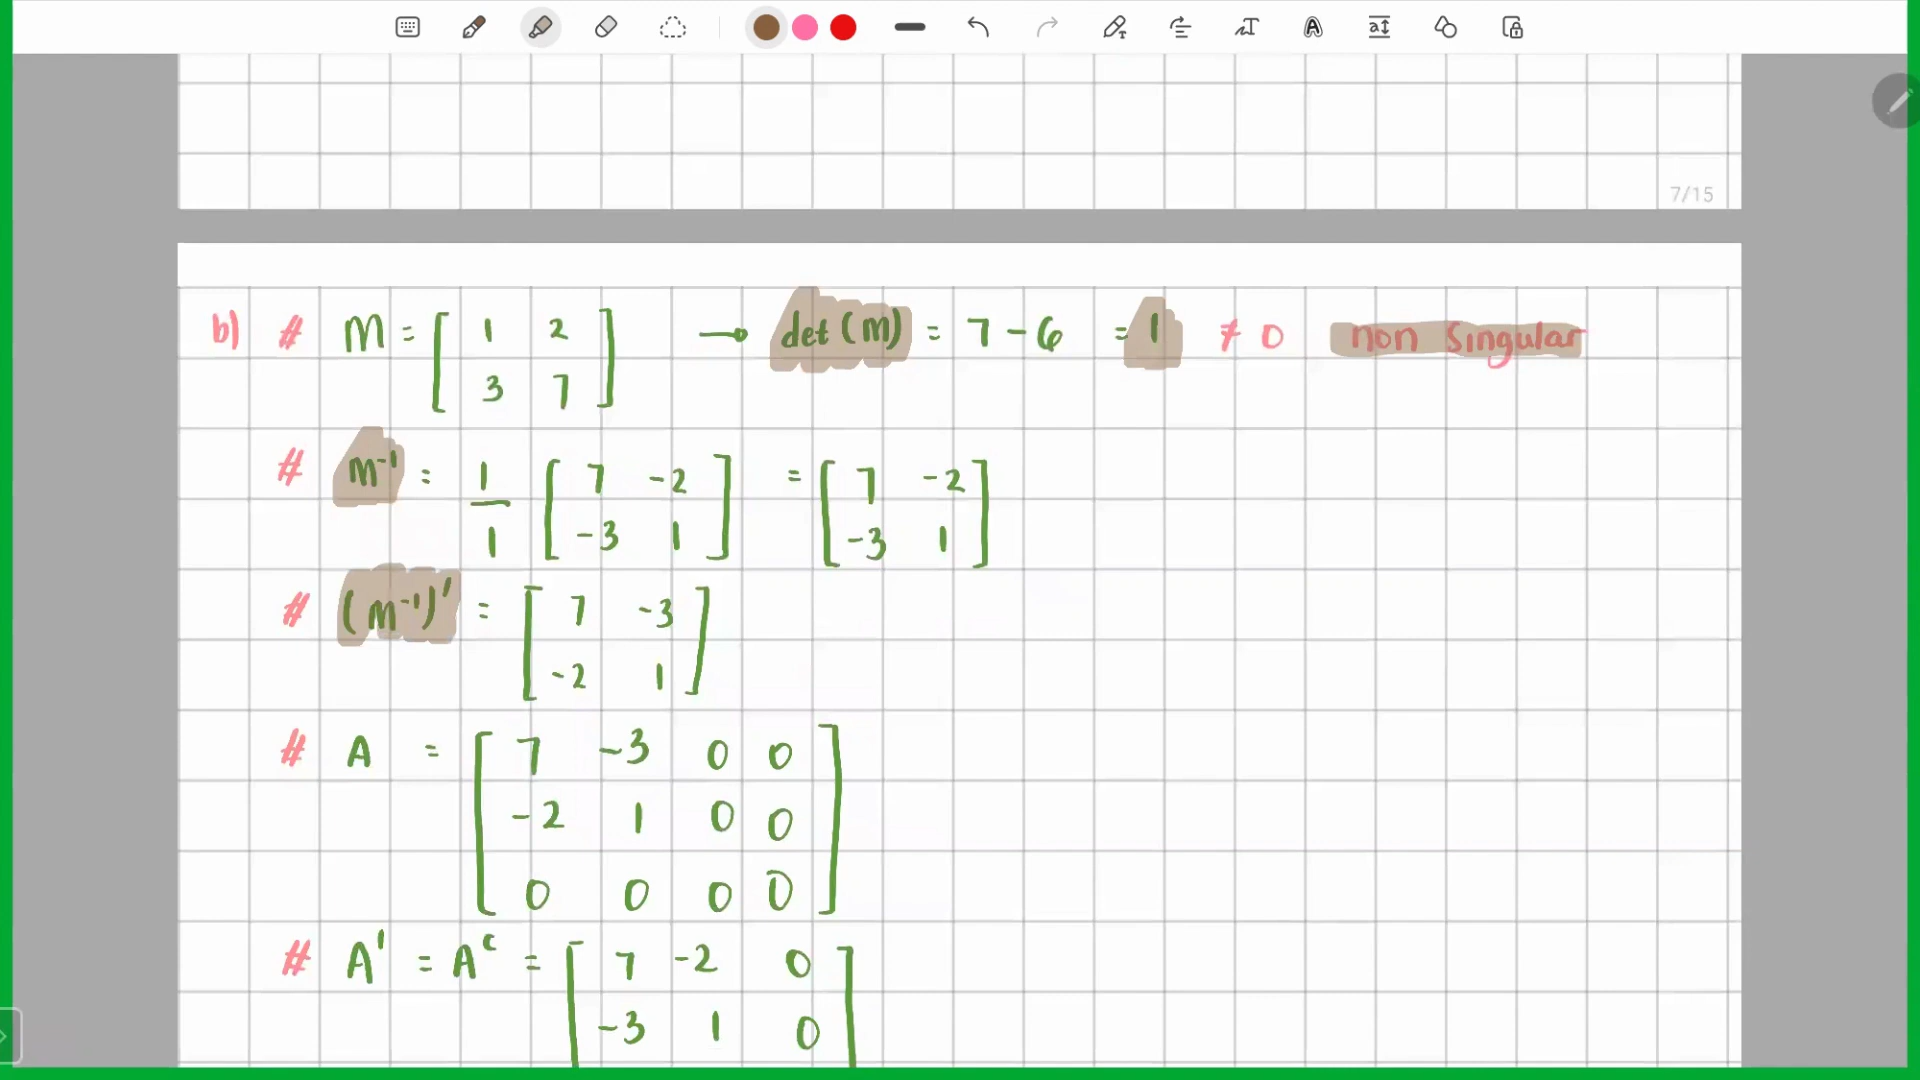 7/15
b) # M = [ 1 2 ] → det (M) = 7 - 6 = 1 ≠ 0 non Singular
3 7
# M⁻¹ = 1/1 [ 7 -2 ] = [ 7 -2 ]
-3 1 -3 1
# (M⁻¹)' = [ 7 -3 ]
-2 1
# A = [ 7 -3 0 0 ]
-2 1 0 0
0 0 0 0
# A' = Aᶜ = [ 7 -2 0 ]
-3 1 0